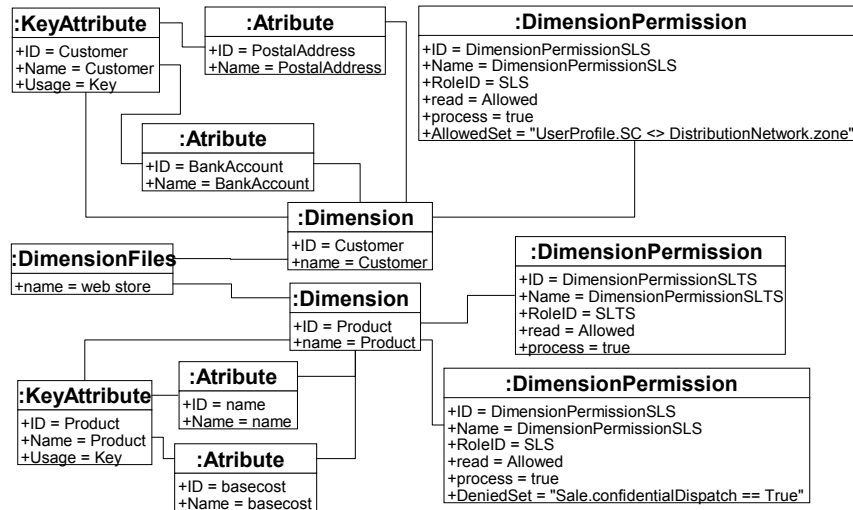 :KeyAttribute
+ID = Customer
+Name = Customer
+Usage = Key
:Atribute
+ID = PostalAddress
+Name = PostalAddress
:DimensionPermission
+ID = DimensionPermissionSLS
+Name = DimensionPermissionSLS
+RoleID = SLS
+read = Allowed
+process = true
+AllowedSet = "UserProfile.SC <> DistributionNetwork.zone"
:Atribute
+ID = BankAccount
+Name = BankAccount
:Dimension
+ID = Customer
+name = Customer
:DimensionFiles
+name = web store
:Dimension
+ID = Product
+name = Product
:DimensionPermission
+ID = DimensionPermissionSLTS
+Name = DimensionPermissionSLTS
+RoleID = SLTS
+read = Allowed
+process = true
:KeyAttribute
+ID = Product
+Name = Product
+Usage = Key
:Atribute
+ID = name
+Name = name
:DimensionPermission
+ID = DimensionPermissionSLS
+Name = DimensionPermissionSLS
+RoleID = SLS
+read = Allowed
+process = true
+DeniedSet = "Sale.confidentialDispatch == True"
:Atribute
+ID = basecost
+Name = basecost